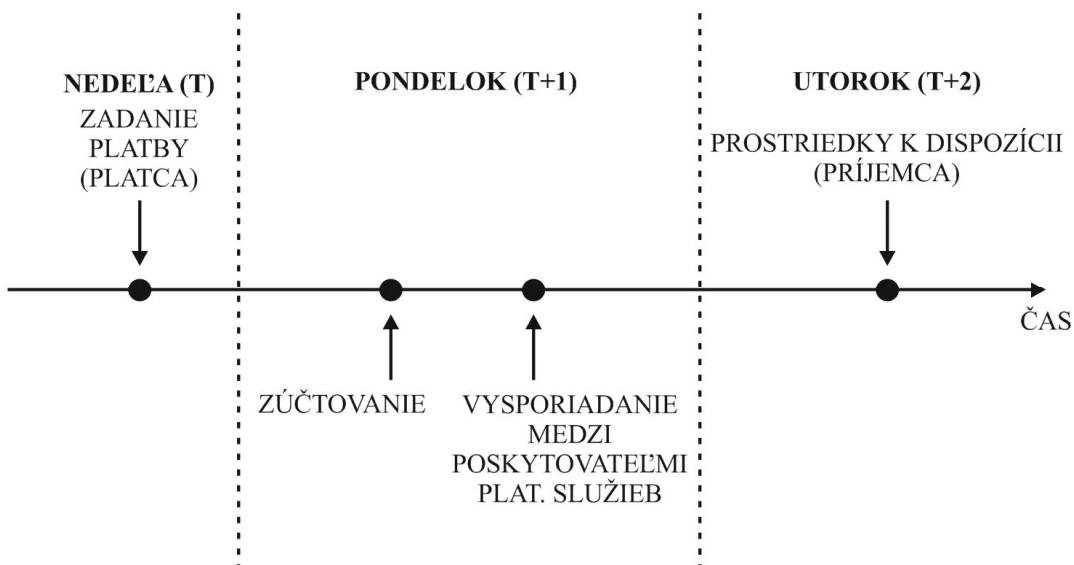 NEDEĽA (T)
ZADANIE
PLATBY
(PLATCA)
PONDELOK (T+1)
UTOROK (T+2)
PROSTRIEDKY K DISPOZÍCII
(PRÍJEMCA)
ČAS
ZÚČTOVANIE
VYSPORIADANIE
MEDZI
POSKYTOVATEĽMI
PLAT. SLUŽIEB